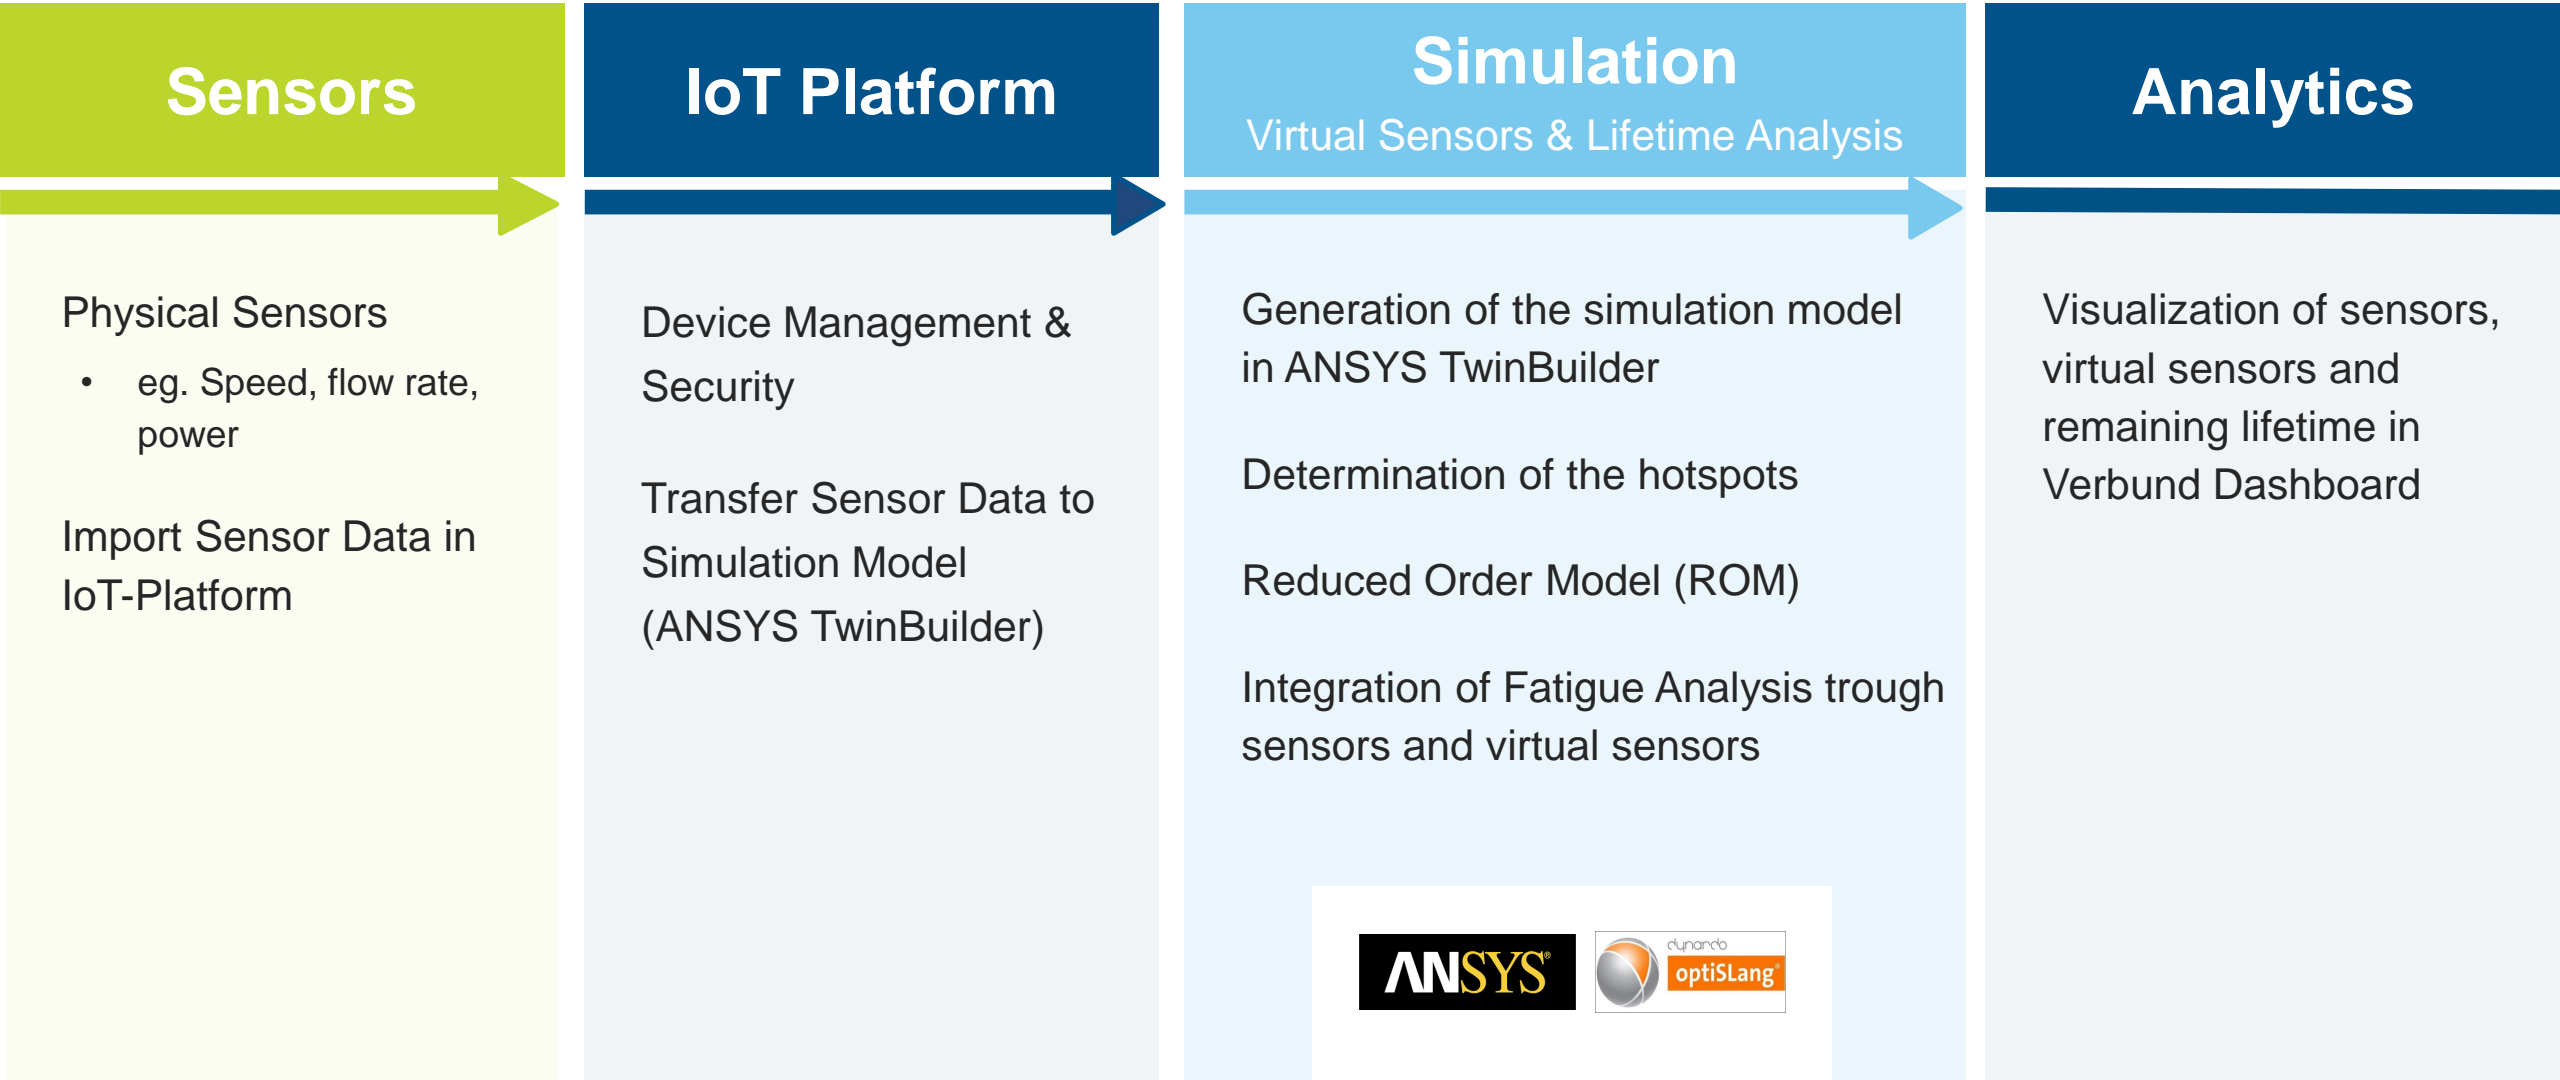 Sensors
Physical Sensors
• eg. Speed, flow rate,
power
Import Sensor Data in
IoT-Platform
IoT Platform
Device Management &
Security
Transfer Sensor Data to
Simulation Model
(ANSYS TwinBuilder)
Simulation
Virtual Sensors & Lifetime Analysis
Generation of the simulation model
in ANSYS TwinBuilder
Determination of the hotspots
Reduced Order Model (ROM)
Integration of Fatigue Analysis trough
sensors and virtual sensors
ANSYS®
dynardo
optiSLang®
Analytics
Visualization of sensors,
virtual sensors and
remaining lifetime in
Verbund Dashboard